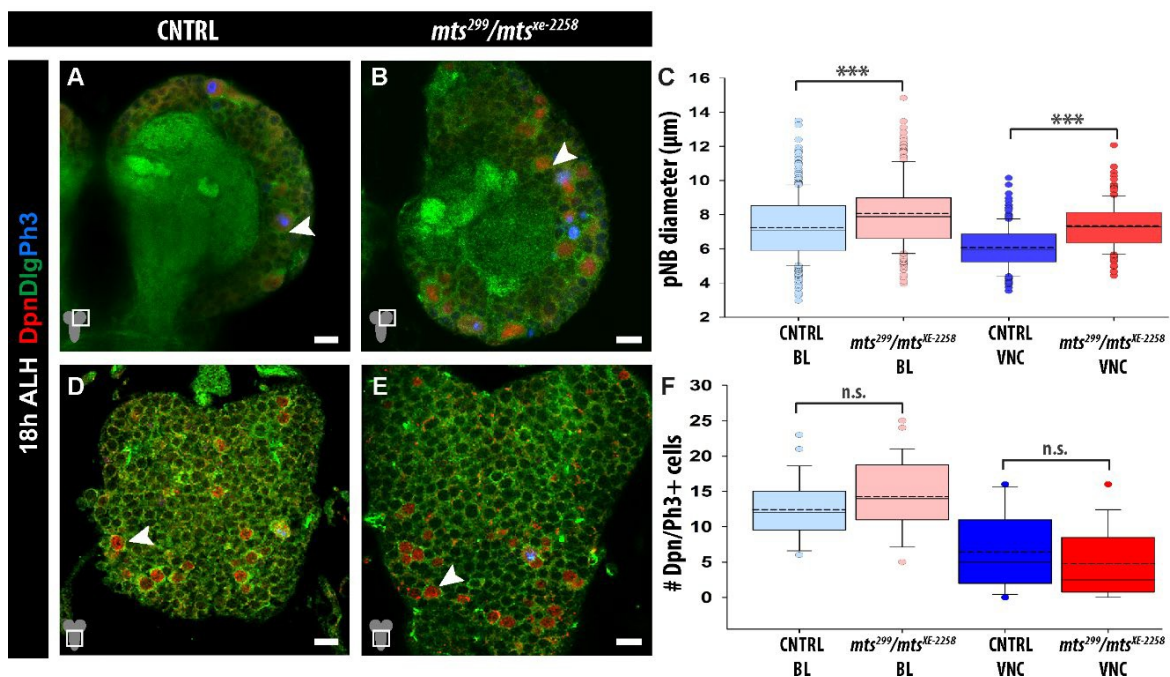 CNTRL
mts299/mtsxe-2258
18h ALH DpnDlgPh3
A
B
C
pNB diameter (µm)
16
14
12
10
8
6
4
2
***
***
CNTRL BL
mts299/mtsXE-2258 BL
CNTRL VNC
mts299/mtsXE-2258 VNC
D
E
F
# Dpn/Ph3+ cells
30
25
20
15
10
5
0
n.s.
n.s.
CNTRL BL
mts299/mtsXE-2258 BL
CNTRL VNC
mts299/mtsXE-2258 VNC